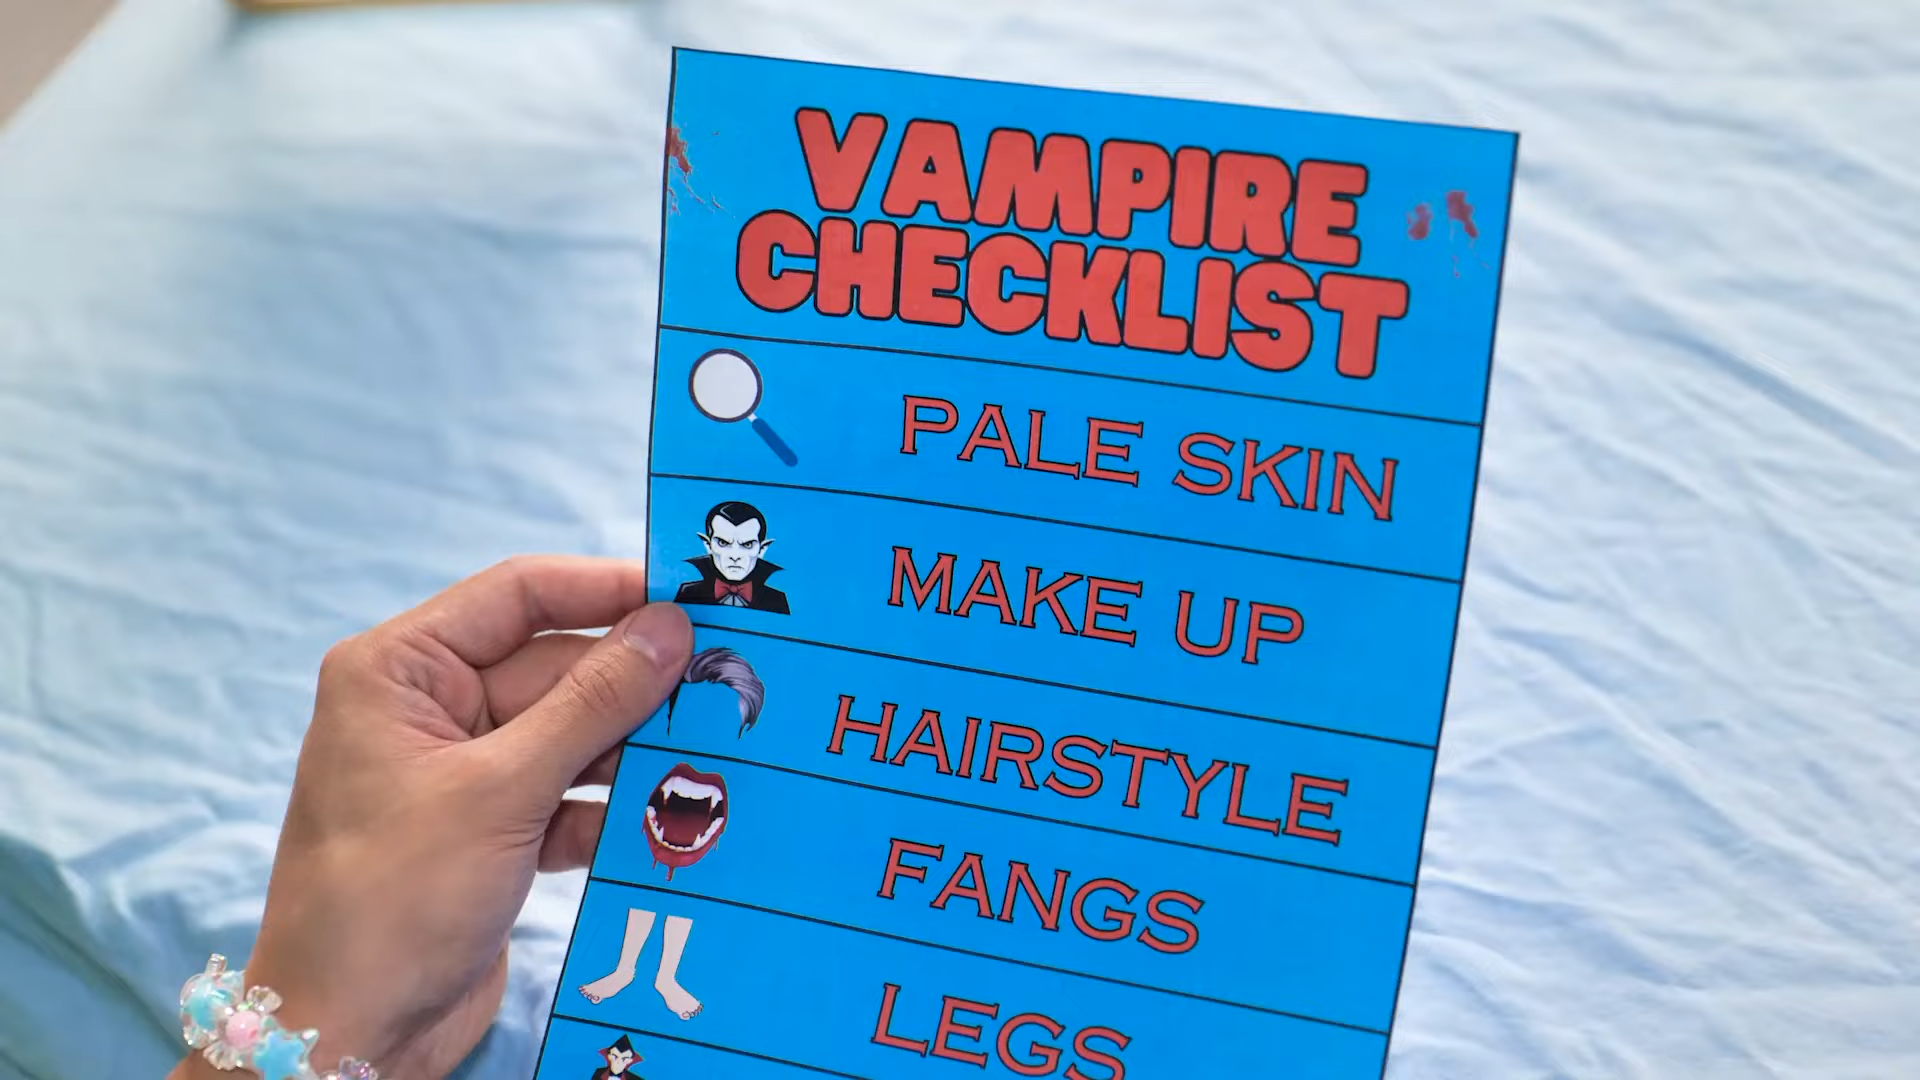 VAMPIRE
CHECKLIST
PALE SKIN
MAKE UP
HAIRSTYLE
FANGS
LEGS